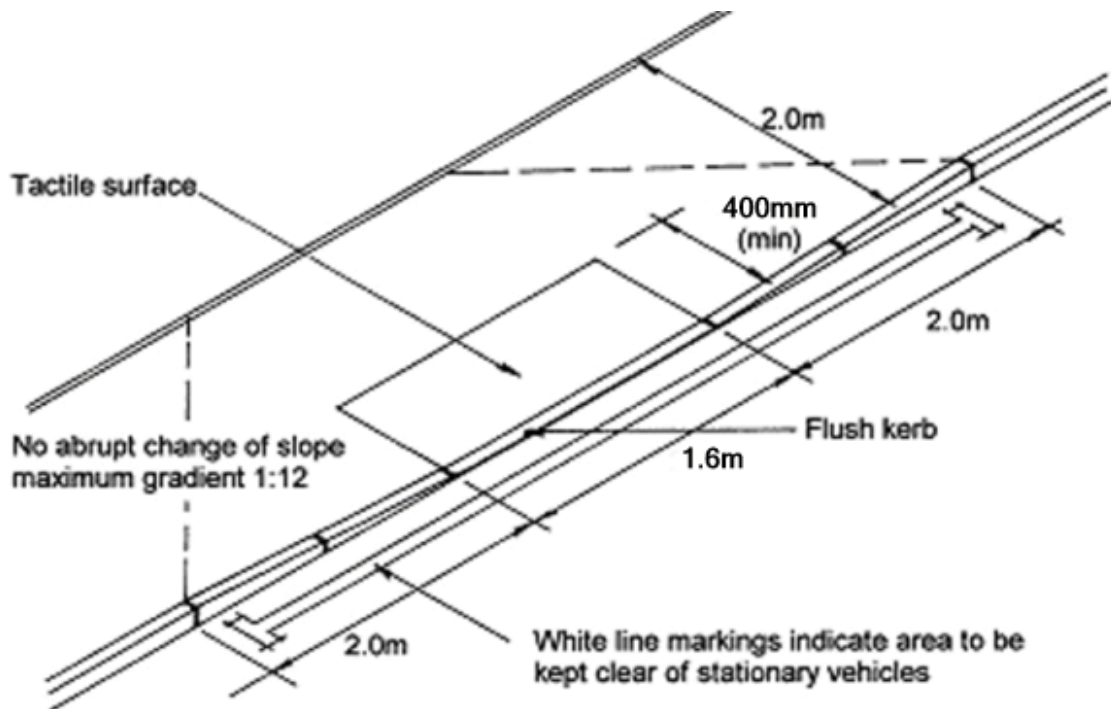 2.0m
Tactile surface
400mm
(min)
2.0m
No abrupt change of slope
maximum gradient 1:12
Flush kerb
1.6m
2.0m
White line markings indicate area to be
kept clear of stationary vehicles